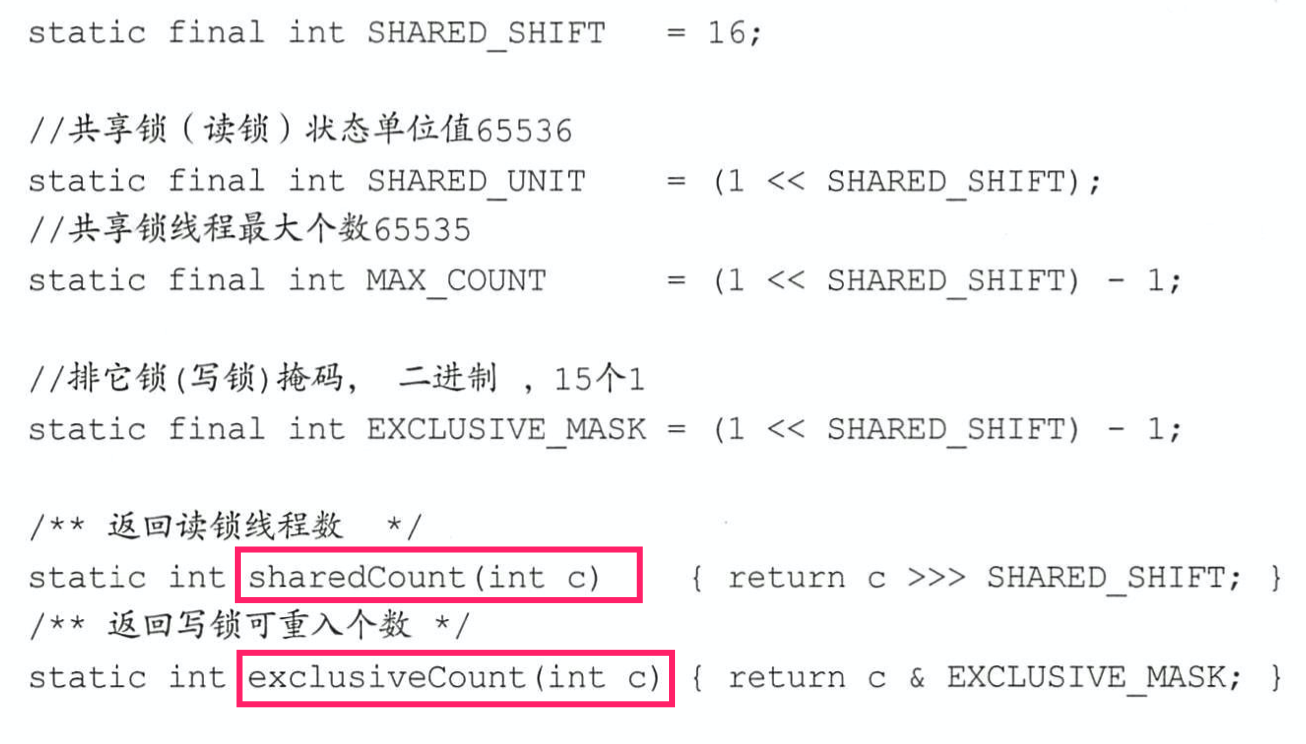 static final int SHARED_SHIFT = 16;
//共享锁（读锁）状态单位值65536
static final int SHARED_UNIT = (1 << SHARED_SHIFT);
//共享锁线程最大个数65535
static final int MAX_COUNT = (1 << SHARED_SHIFT) - 1;
//排它锁(写锁)掩码， 二进制 ，15个1
static final int EXCLUSIVE_MASK = (1 << SHARED_SHIFT) - 1;
/** 返回读锁线程数 */
static int sharedCount(int c) { return c >>> SHARED_SHIFT; }
/** 返回写锁可重入个数 */
static int exclusiveCount(int c) { return c & EXCLUSIVE_MASK; }